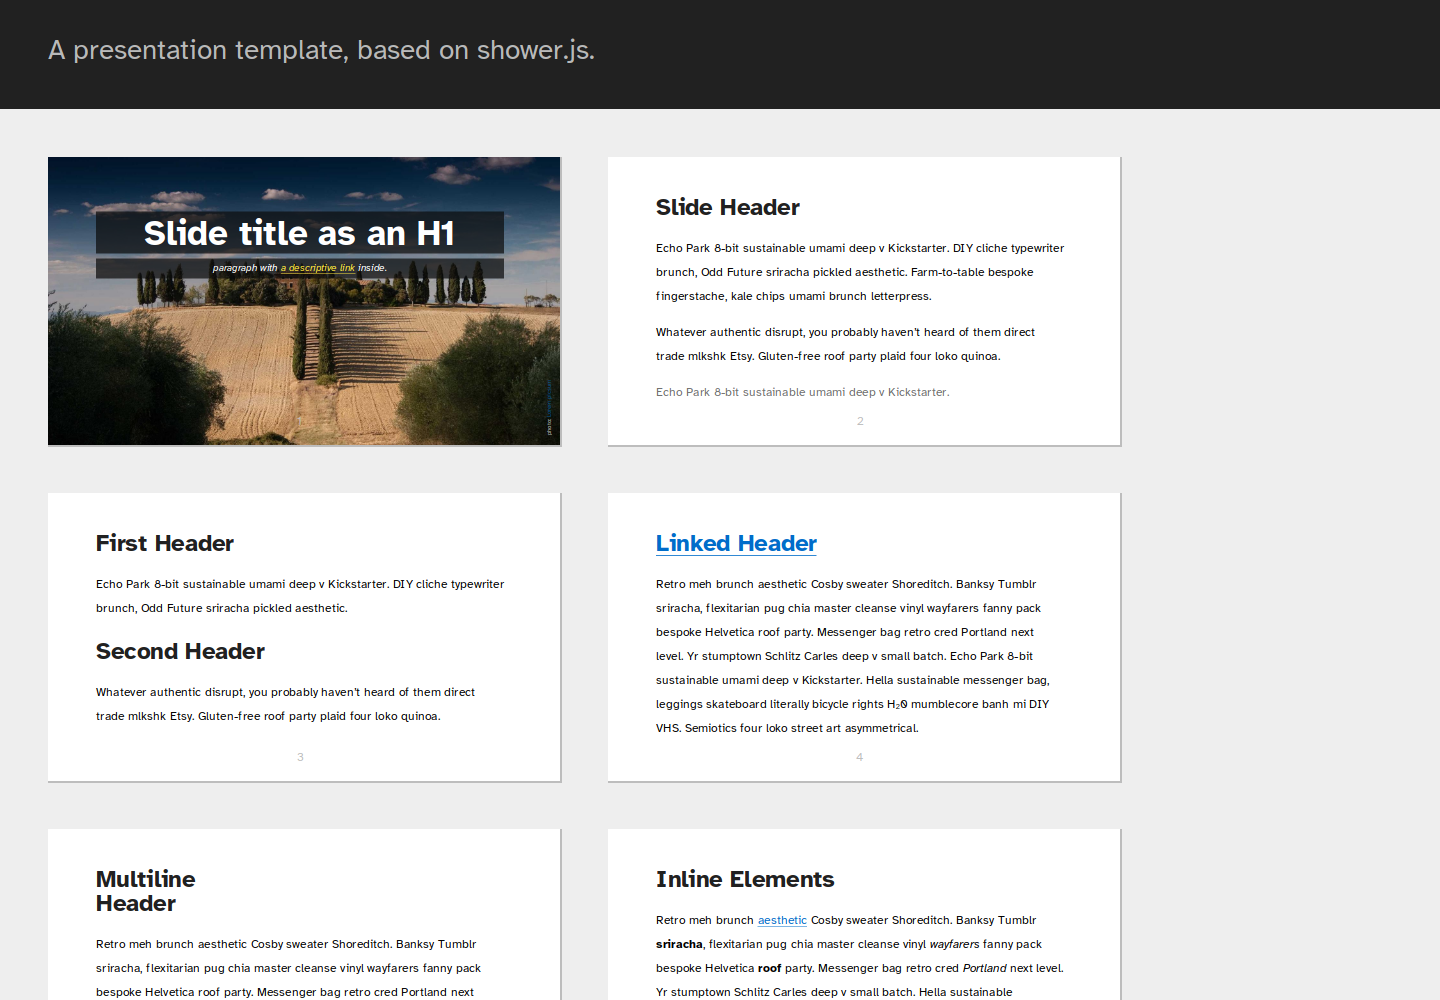 A presentation template, based on shower.js.
Slide title as an H1
paragraph with a descriptive link inside.
photo:
Slide Header
Echo Park 8-bit sustainable umami deep v Kickstarter. DIY cliche typewriter
brunch, Odd Future sriracha pickled aesthetic. Farm-to-table bespoke
fingerstache, kale chips umami brunch letterpress.
Whatever authentic disrupt, you probably haven't heard of them direct
trade mlkshk Etsy. Gluten-free roof party plaid four loko quinoa.
Echo Park 8-bit sustainable umami deep v Kickstarter.
2
First Header
Echo Park 8-bit sustainable umami deep v Kickstarter. DIY cliche typewriter
brunch, Odd Future sriracha pickled aesthetic.
Second Header
Whatever authentic disrupt, you probably haven't heard of them direct
trade mlkshk Etsy. Gluten-free roof party plaid four loko quinoa.
3
Linked Header
Retro meh brunch aesthetic Cosby sweater Shoreditch. Banksy Tumblr
sriracha, flexitarian pug chia master cleanse vinyl wayfarers fanny pack
bespoke Helvetica roof party. Messenger bag retro cred Portland next
level. Yr stumptown Schlitz Carles deep v small batch. Echo Park 8-bit
sustainable umami deep v Kickstarter. Hella sustainable messenger bag,
leggings skateboard literally bicycle rights H₂0 mumblecore banh mi DIY
VHS. Semiotics four loko street art asymmetrical.
4
Multiline
Header
Retro meh brunch aesthetic Cosby sweater Shoreditch. Banksy Tumblr
sriracha, flexitarian pug chia master cleanse vinyl wayfarers fanny pack
bespoke Helvetica roof party. Messenger bag retro cred Portland next
Inline Elements
Retro meh brunch aesthetic Cosby sweater Shoreditch. Banksy Tumblr
sriracha, flexitarian pug chia master cleanse vinyl wayfarers fanny pack
bespoke Helvetica roof party. Messenger bag retro cred Portland next level.
Yr stumptown Schlitz Carles deep v small batch. Hella sustainable